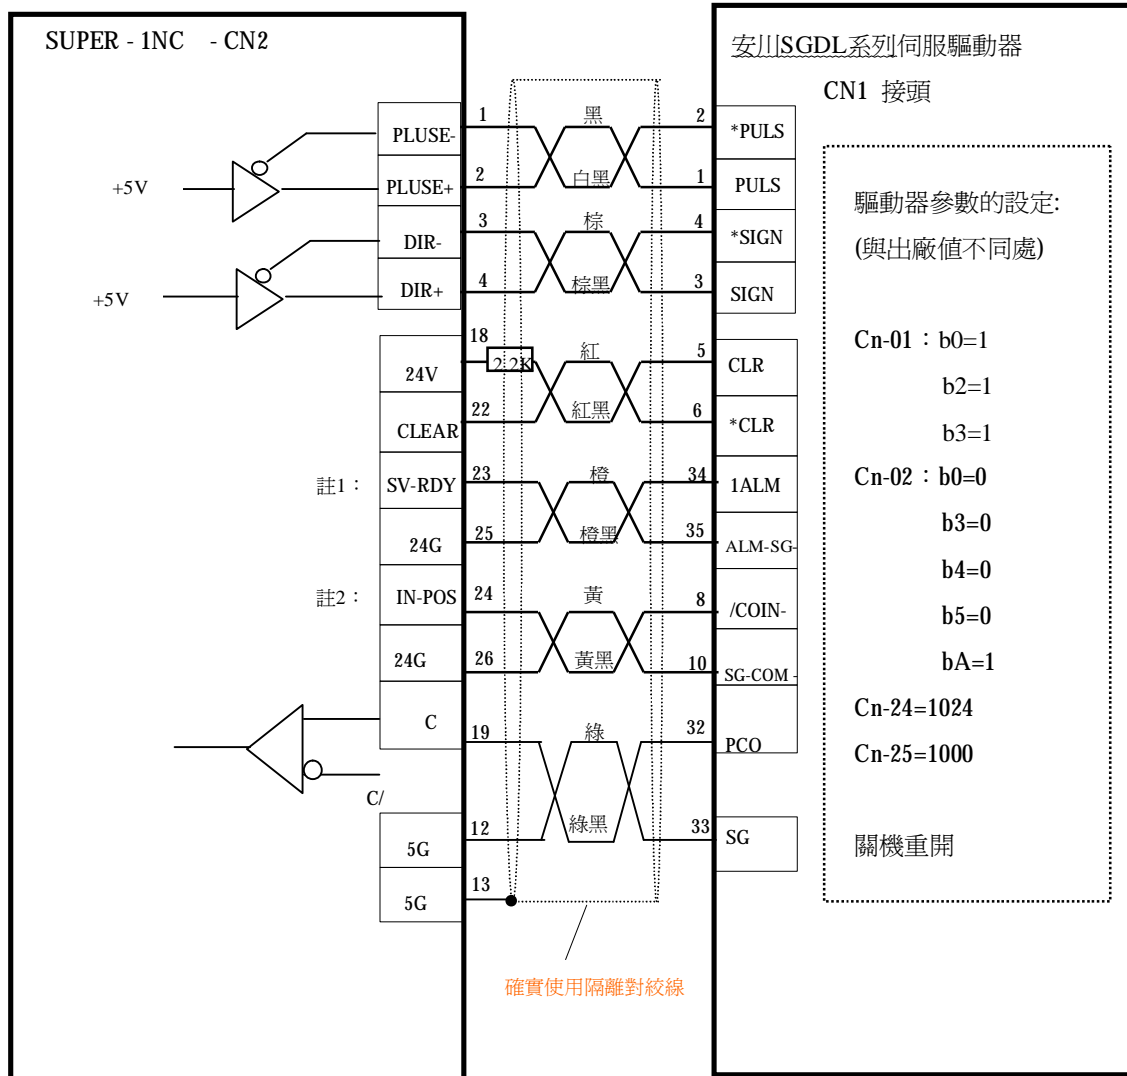 SUPER - 1NC - CN2
安川SGDL系列伺服驅動器
CN1 接頭
PLUSE-
1
黑
2
*PULS
+5V
PLUSE+
2
白黑
1
PULS
DIR-
3
棕
4
*SIGN
+5V
DIR+
4
棕黑
3
SIGN
24V
18
2.2K
紅
5
CLR
CLEAR
22
紅黑
6
*CLR
註1：
SV-RDY
23
橙
34
1ALM
24G
25
橙黑
35
ALM-SG-
註2：
IN-POS
24
黃
8
/COIN-
24G
26
黃黑
10
SG-COM -
C
19
綠
32
PCO
C/
5G
12
綠黑
33
SG
5G
13
確實使用隔離對絞線
驅動器參數的設定:
(與出廠值不同處)
Cn-01：b0=1
b2=1
b3=1
Cn-02：b0=0
b3=0
b4=0
b5=0
bA=1
Cn-24=1024
Cn-25=1000
關機重開